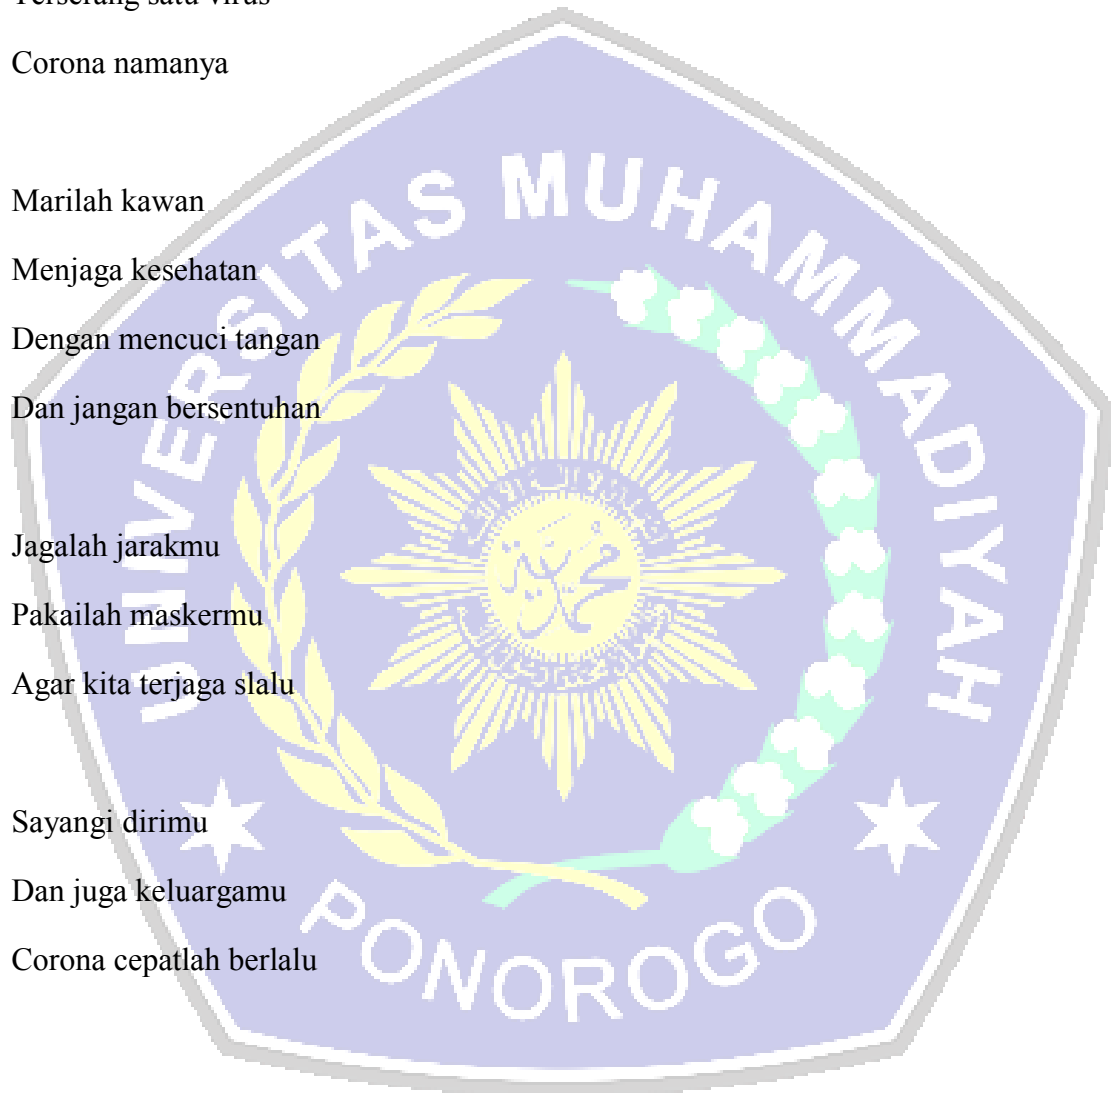 Terserang satu virus
Corona namanya
Marilah kawan
Menjaga kesehatan
Dengan mencuci tangan
Dan jangan bersentuhan
Jagalah jarakmu
Pakailah maskermu
Agar kita terjaga slalu
Sayangi dirimu
Dan juga keluargamu
Corona cepatlah berlalu
UNIVERSITAS MUHAMMADIYAH
PONOROGO